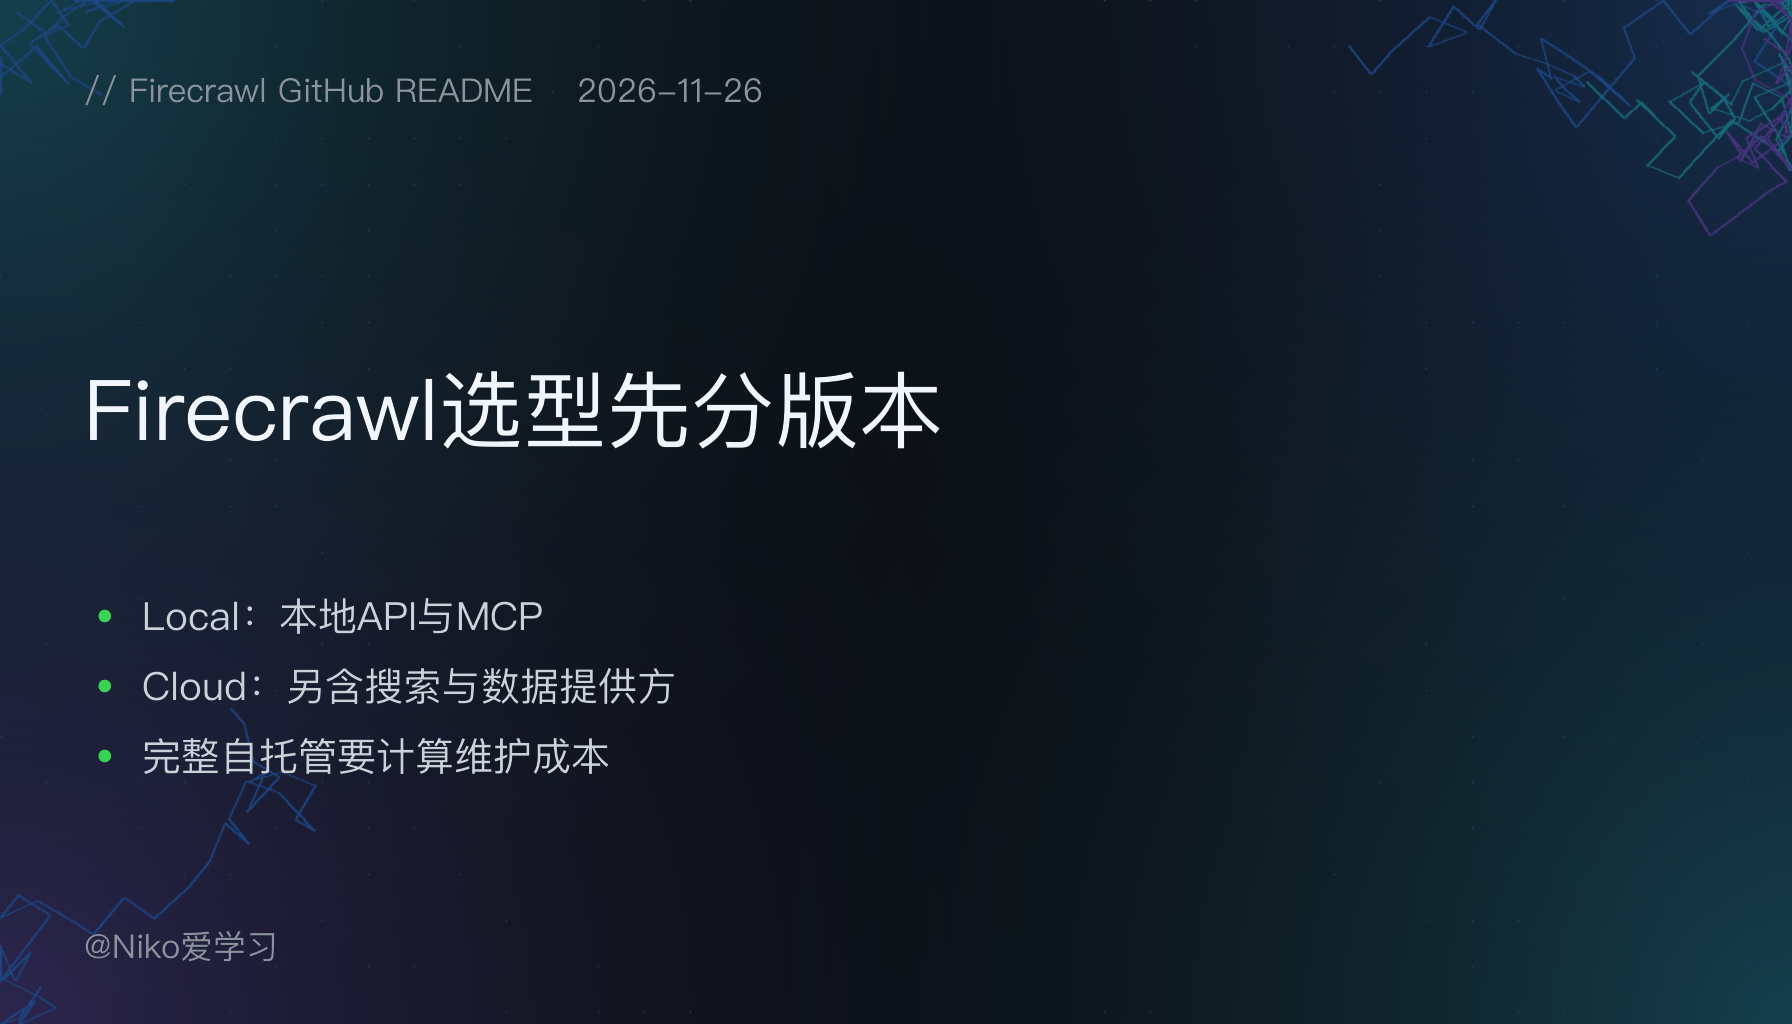 // Firecrawl GitHub README 2026-11-26
Firecrawl选型先分版本
• Local：本地API与MCP
• Cloud：另含搜索与数据提供方
• 完整自托管要计算维护成本
@Niko爱学习